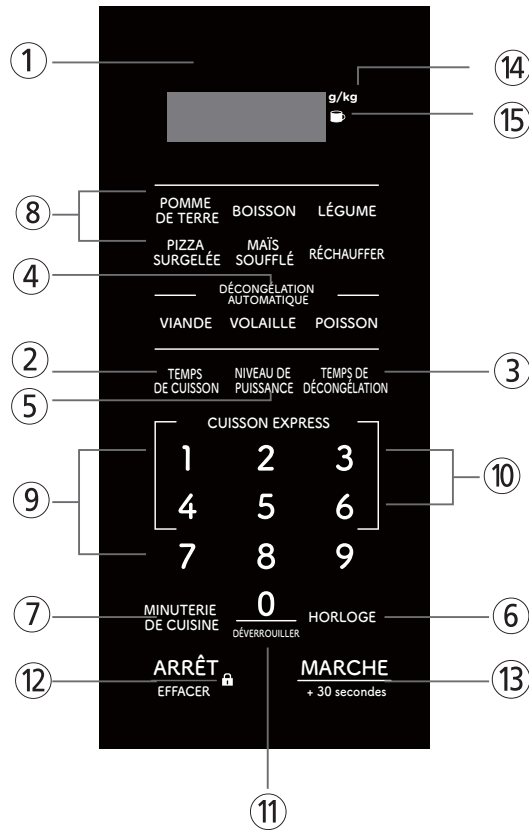 ①
⑭
g/kg
⑮
⑧
POMME DE TERRE
BOISSON
LÉGUME
PIZZA SURGELÉE
MAÏS SOUFFLÉ
RÉCHAUFFER
④
DÉCONGÉLATION AUTOMATIQUE
VIANDE VOLAILLE POISSON
②
③
TEMPS DE CUISSON
NIVEAU DE PUISSANCE
TEMPS DE DÉCONGÉLATION
⑤
CUISSON EXPRESS
1 2 3
⑨
⑩
4 5 6
7 8 9
⑦
MINUTERIE DE CUISINE
0
DÉVERROUILLER
HORLOGE
⑥
⑫
ARRÊT
EFFACER
MARCHE
+ 30 secondes
⑬
⑪